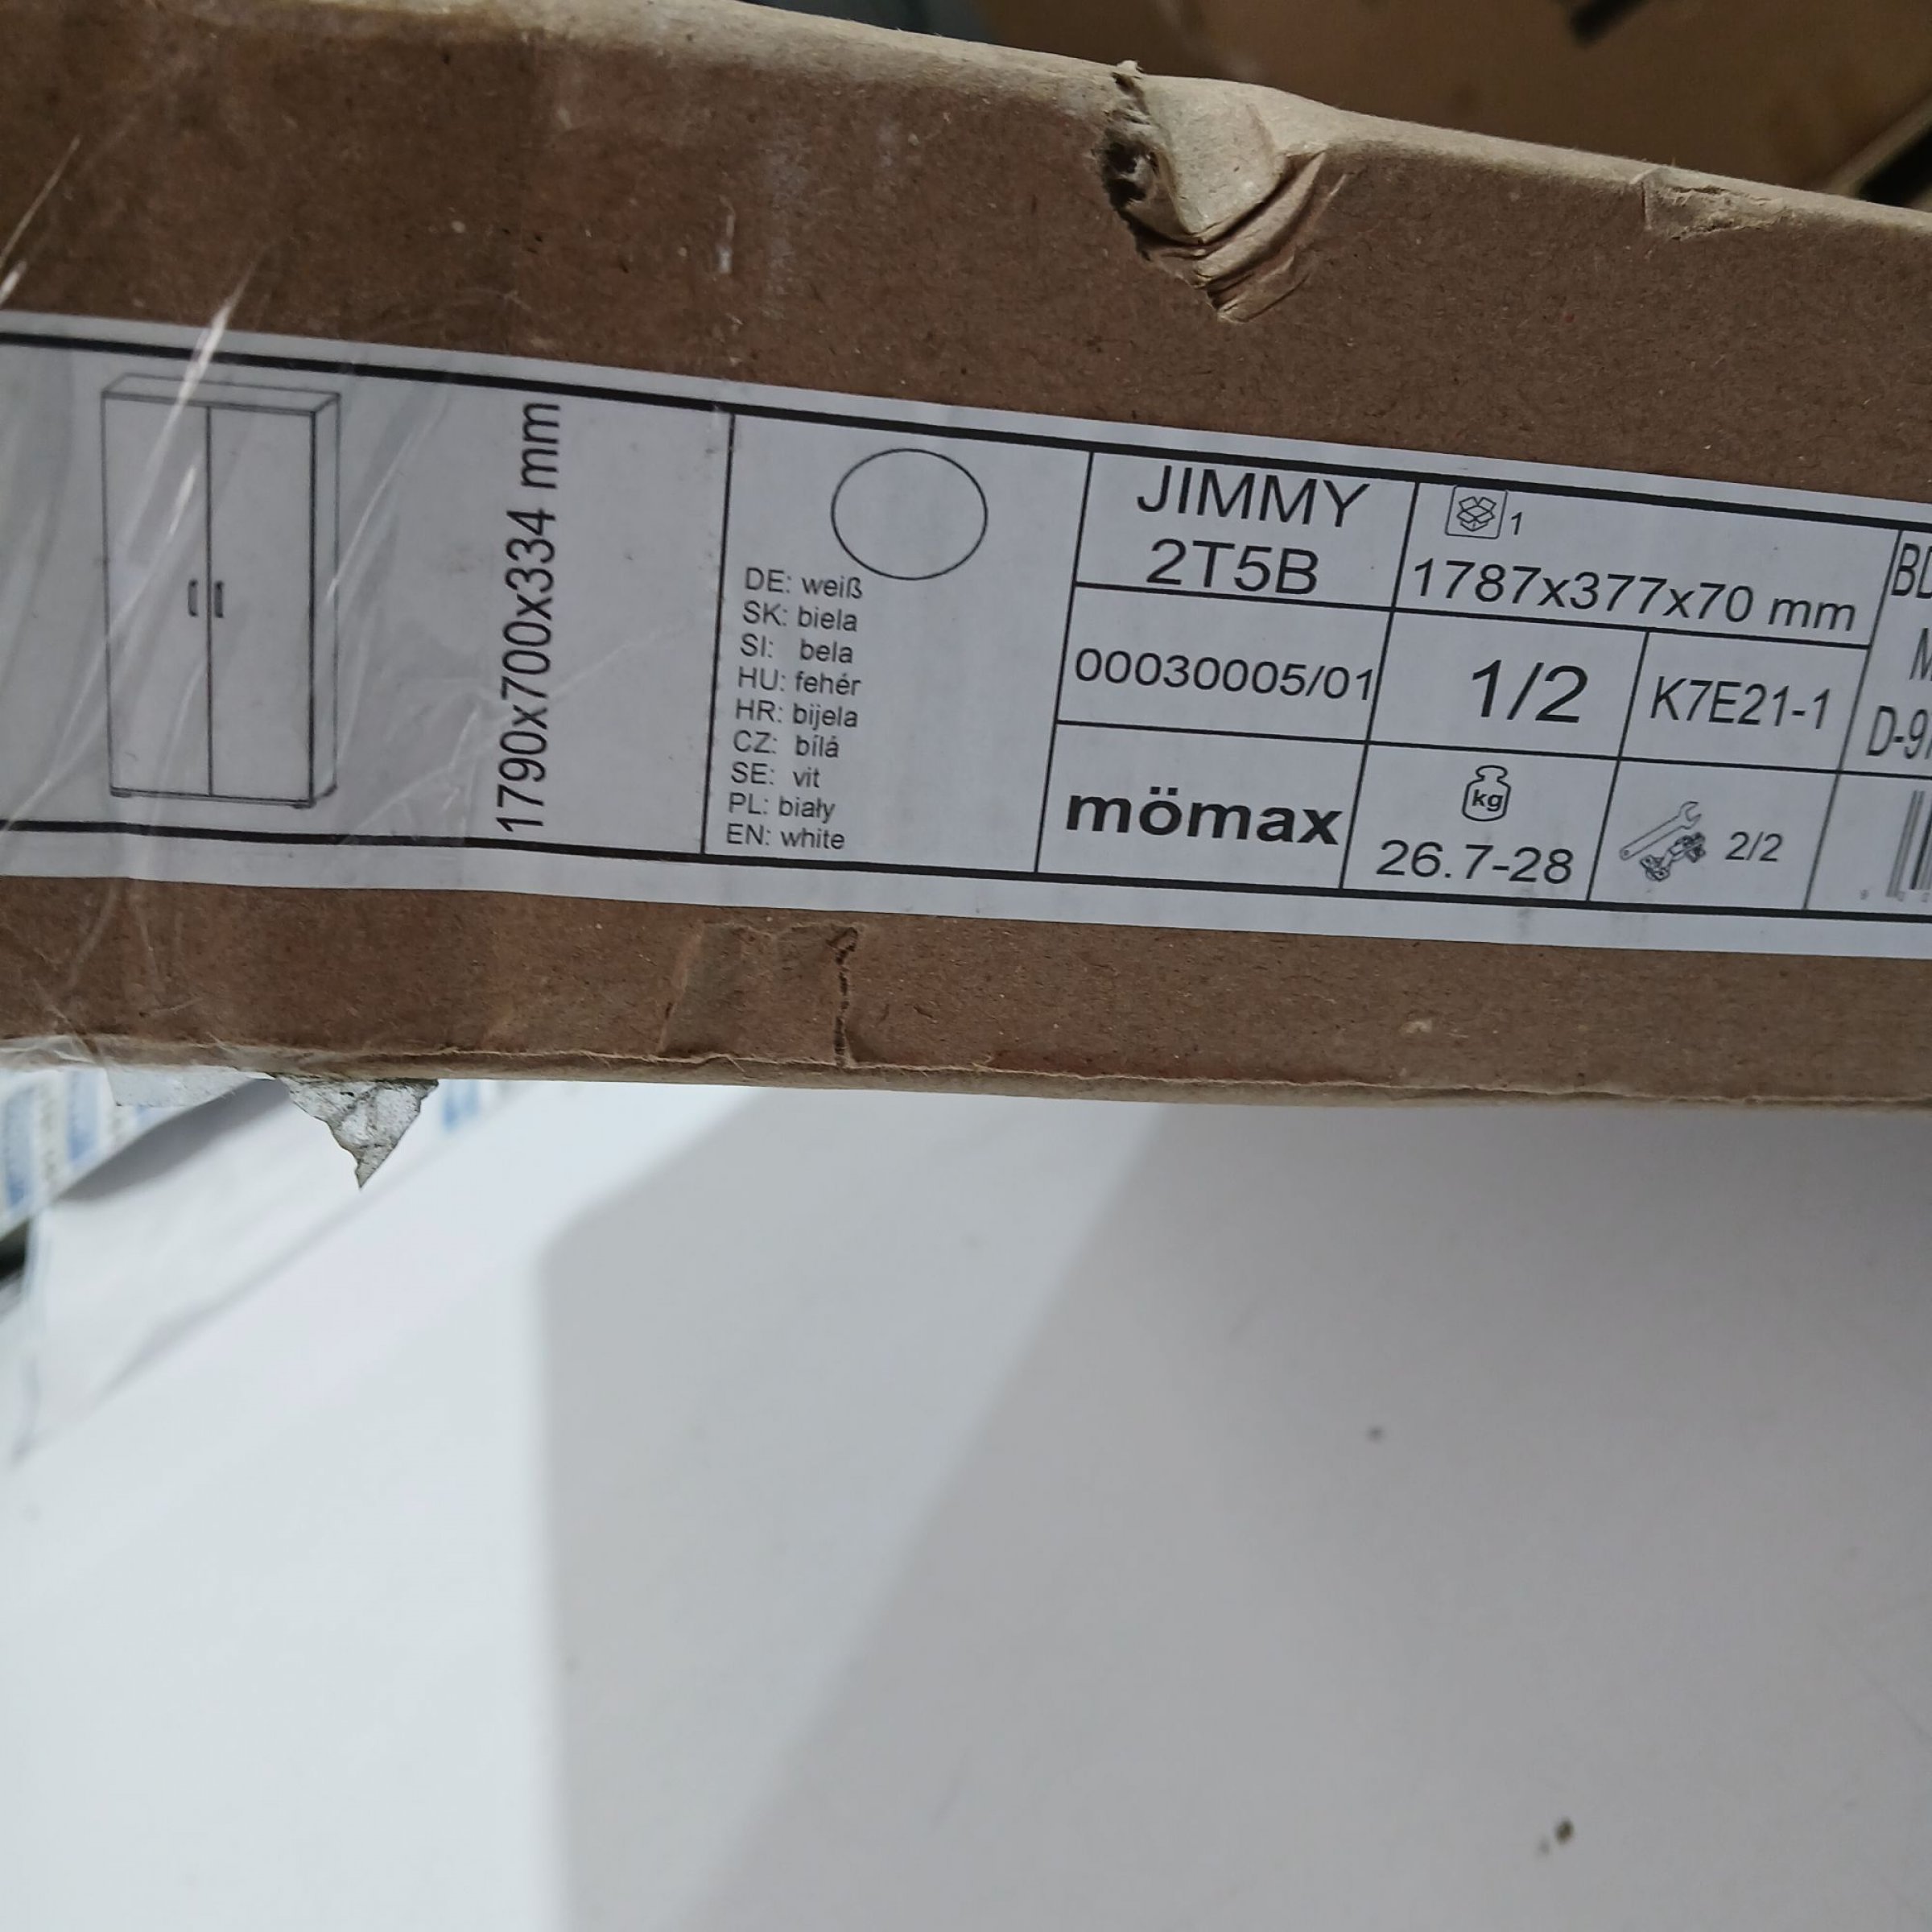 1790x700x334 mm
DE: weiß
SK: biela
SI: bela
HU: fehér
HR: bijela
CZ: bílá
SE: vit
PL: biały
EN: white
JIMMY
2T5B
00030005/01
mömax
1
1787x377x70 mm
1/2
K7E21-1
kg
26.7-28
2/2
D-9